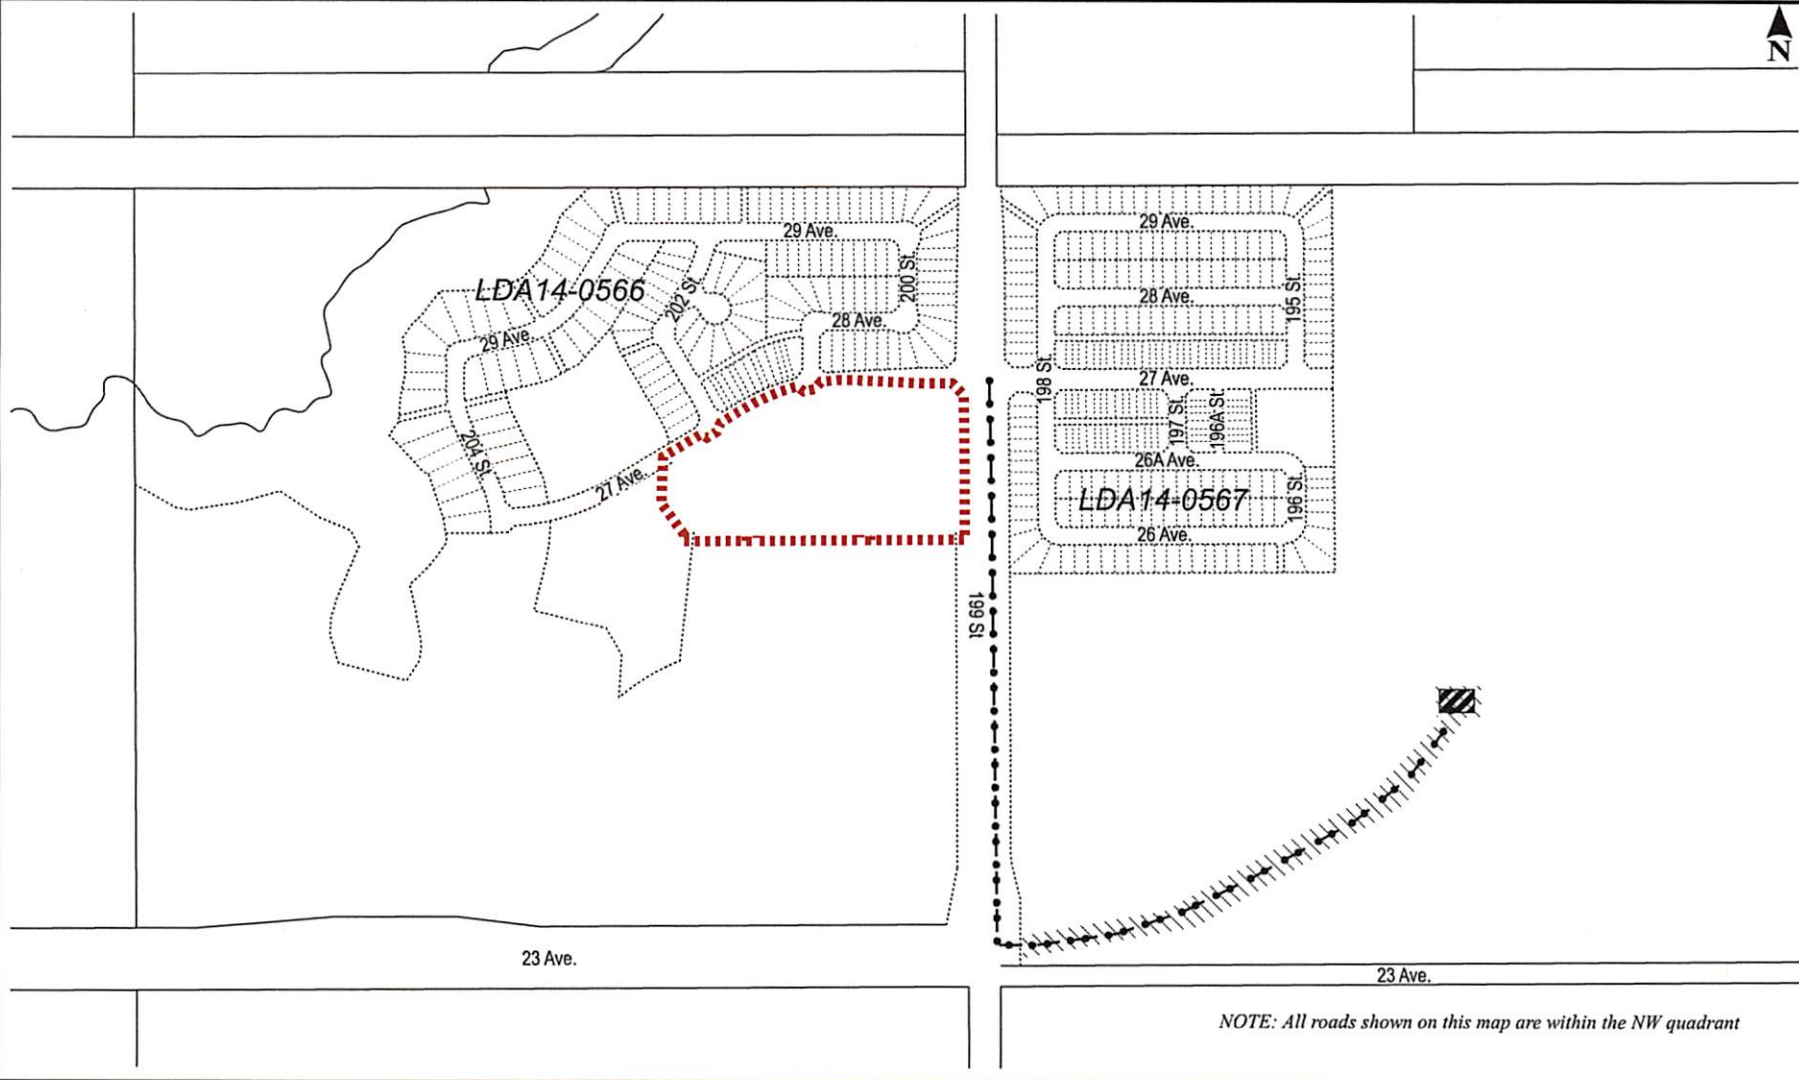 N
29 Ave.
29 Ave.
LDA14-0566
202 St.
200 St.
28 Ave.
195 St.
28 Ave.
29 Ave.
198 St.
27 Ave.
197 St.
196A St.
204 St.
26A Ave.
27 Ave.
LDA14-0567
196 St.
26 Ave.
199 St
23 Ave.
23 Ave.
NOTE: All roads shown on this map are within the NW quadrant